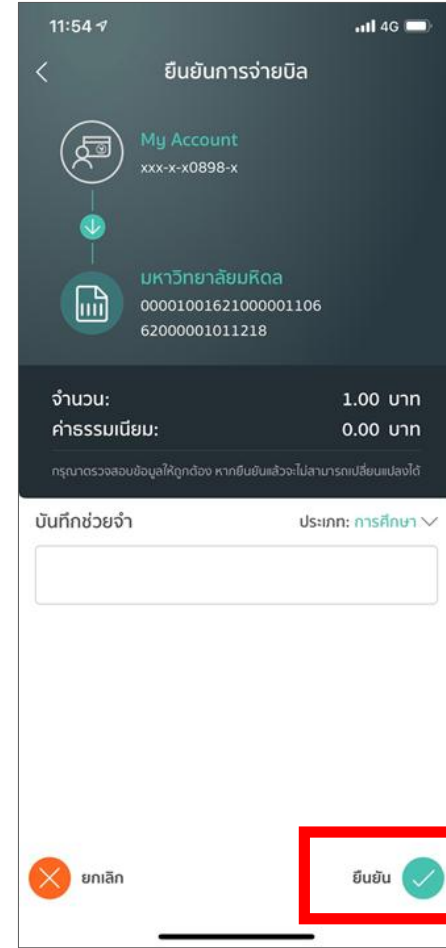 11:54 4G
ยืนยันการจ่ายบิล
My Account
xxx-x-x0898-x
มหาวิทยาลัยมหิดล
00001001621000001106
62000001011218
จำนวน: 1.00 บาท
ค่าธรรมเนียม: 0.00 บาท
กรุณาตรวจสอบข้อมูลให้ถูกต้อง หากยืนยันแล้วจะไม่สามารถเปลี่ยนแปลงได้
บันทึกช่วยจำ ประเภท: การศึกษา
ยกเลิก ยืนยัน